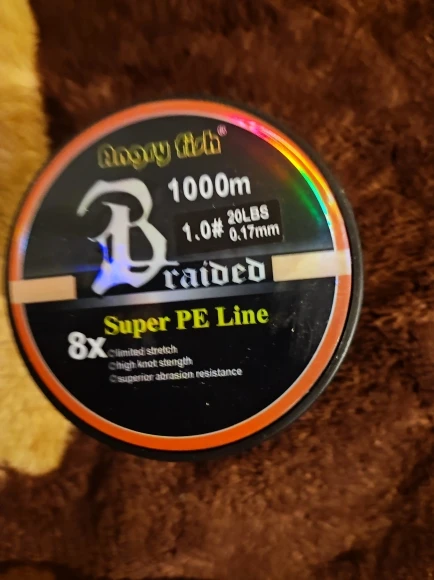 Angry fish®
1000m
1.0# 20LBS
0.17mm
Braided
Super PE Line
8x
limited stretch
high knot stength
superior abrasion resistance